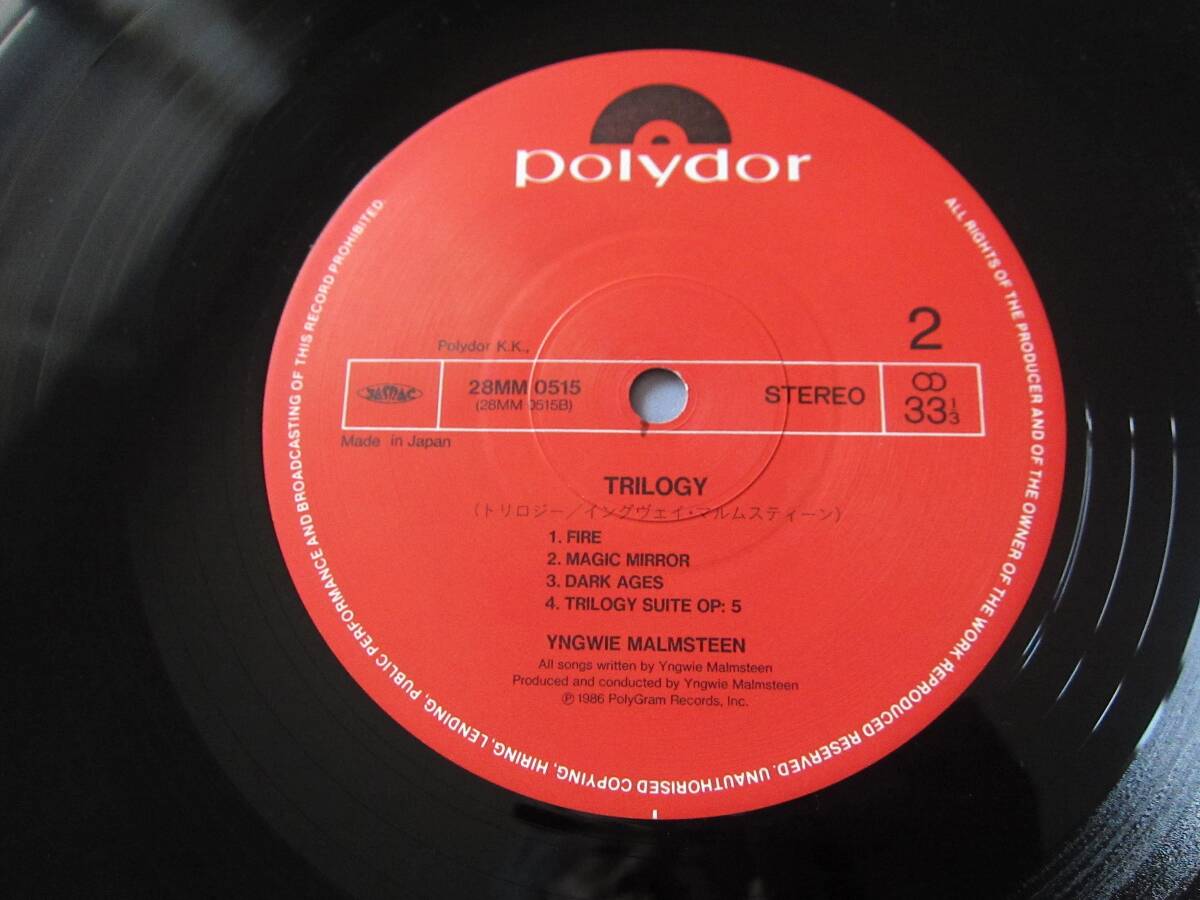 polydor
2
Polydor K.K.,
JASRAC
28MM 0515
(28MM 0515B)
STEREO
33 1/3
Made in Japan
TRILOGY
(トリロジー/イングヴェイ・マルムスティーン)
1. FIRE
2. MAGIC MIRROR
3. DARK AGES
4. TRILOGY SUITE OP: 5
YNGWIE MALMSTEEN
All songs written by Yngwie Malmsteen
Produced and conducted by Yngwie Malmsteen
℗ 1986 PolyGram Records, Inc.
ALL RIGHTS OF THE PRODUCER AND OF THE OWNER OF THE WORK REPRODUCED RESERVED. UNAUTHORISED COPYING, HIRING, LENDING, PUBLIC PERFORMANCE AND BROADCASTING OF THIS RECORD PROHIBITED.